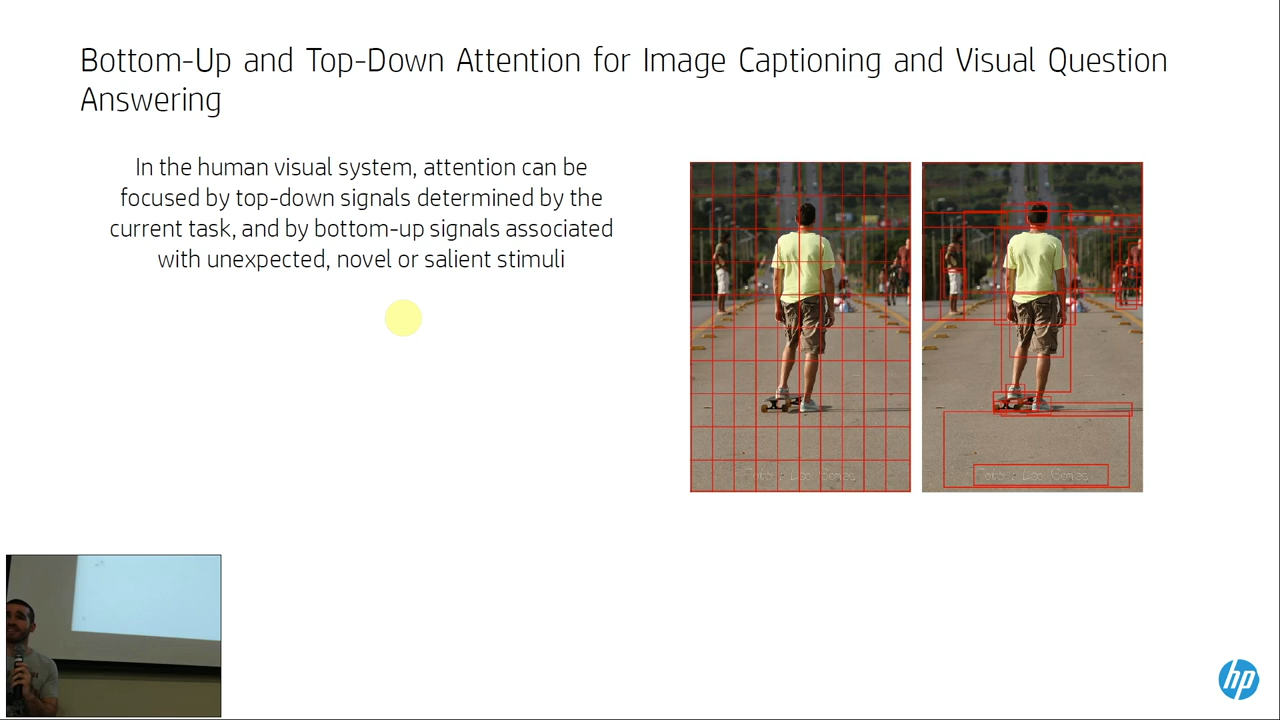 Bottom-Up and Top-Down Attention for Image Captioning and Visual Question
Answering
In the human visual system, attention can be
focused by top-down signals determined by the
current task, and by bottom-up signals associated
with unexpected, novel or salient stimuli
hp